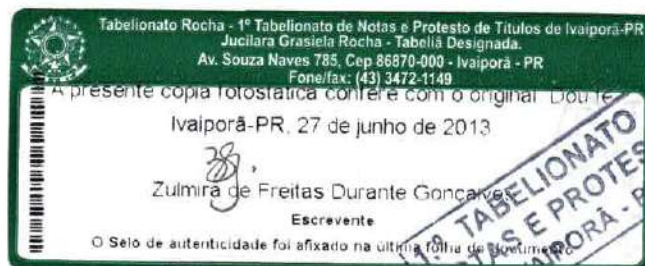 Tabelionato Rocha - 1º Tabelionato de Notas e Protesto de Títulos de Ivaiporã-PR
Jucilara Grasiela Rocha - Tabeliã Designada.
Av. Souza Naves 785, Cep 86870-000 - Ivaiporã - PR
Fone/fax: (43) 3472-1149
A presente cópia fotostática confere com o original. Dou fé
Ivaiporã-PR, 27 de junho de 2013
Zulmira de Freitas Durante Gonçalves
Escrevente
O Selo de autenticidade foi afixado na última folha do documento
1.º TABELIONATO
E PROTES